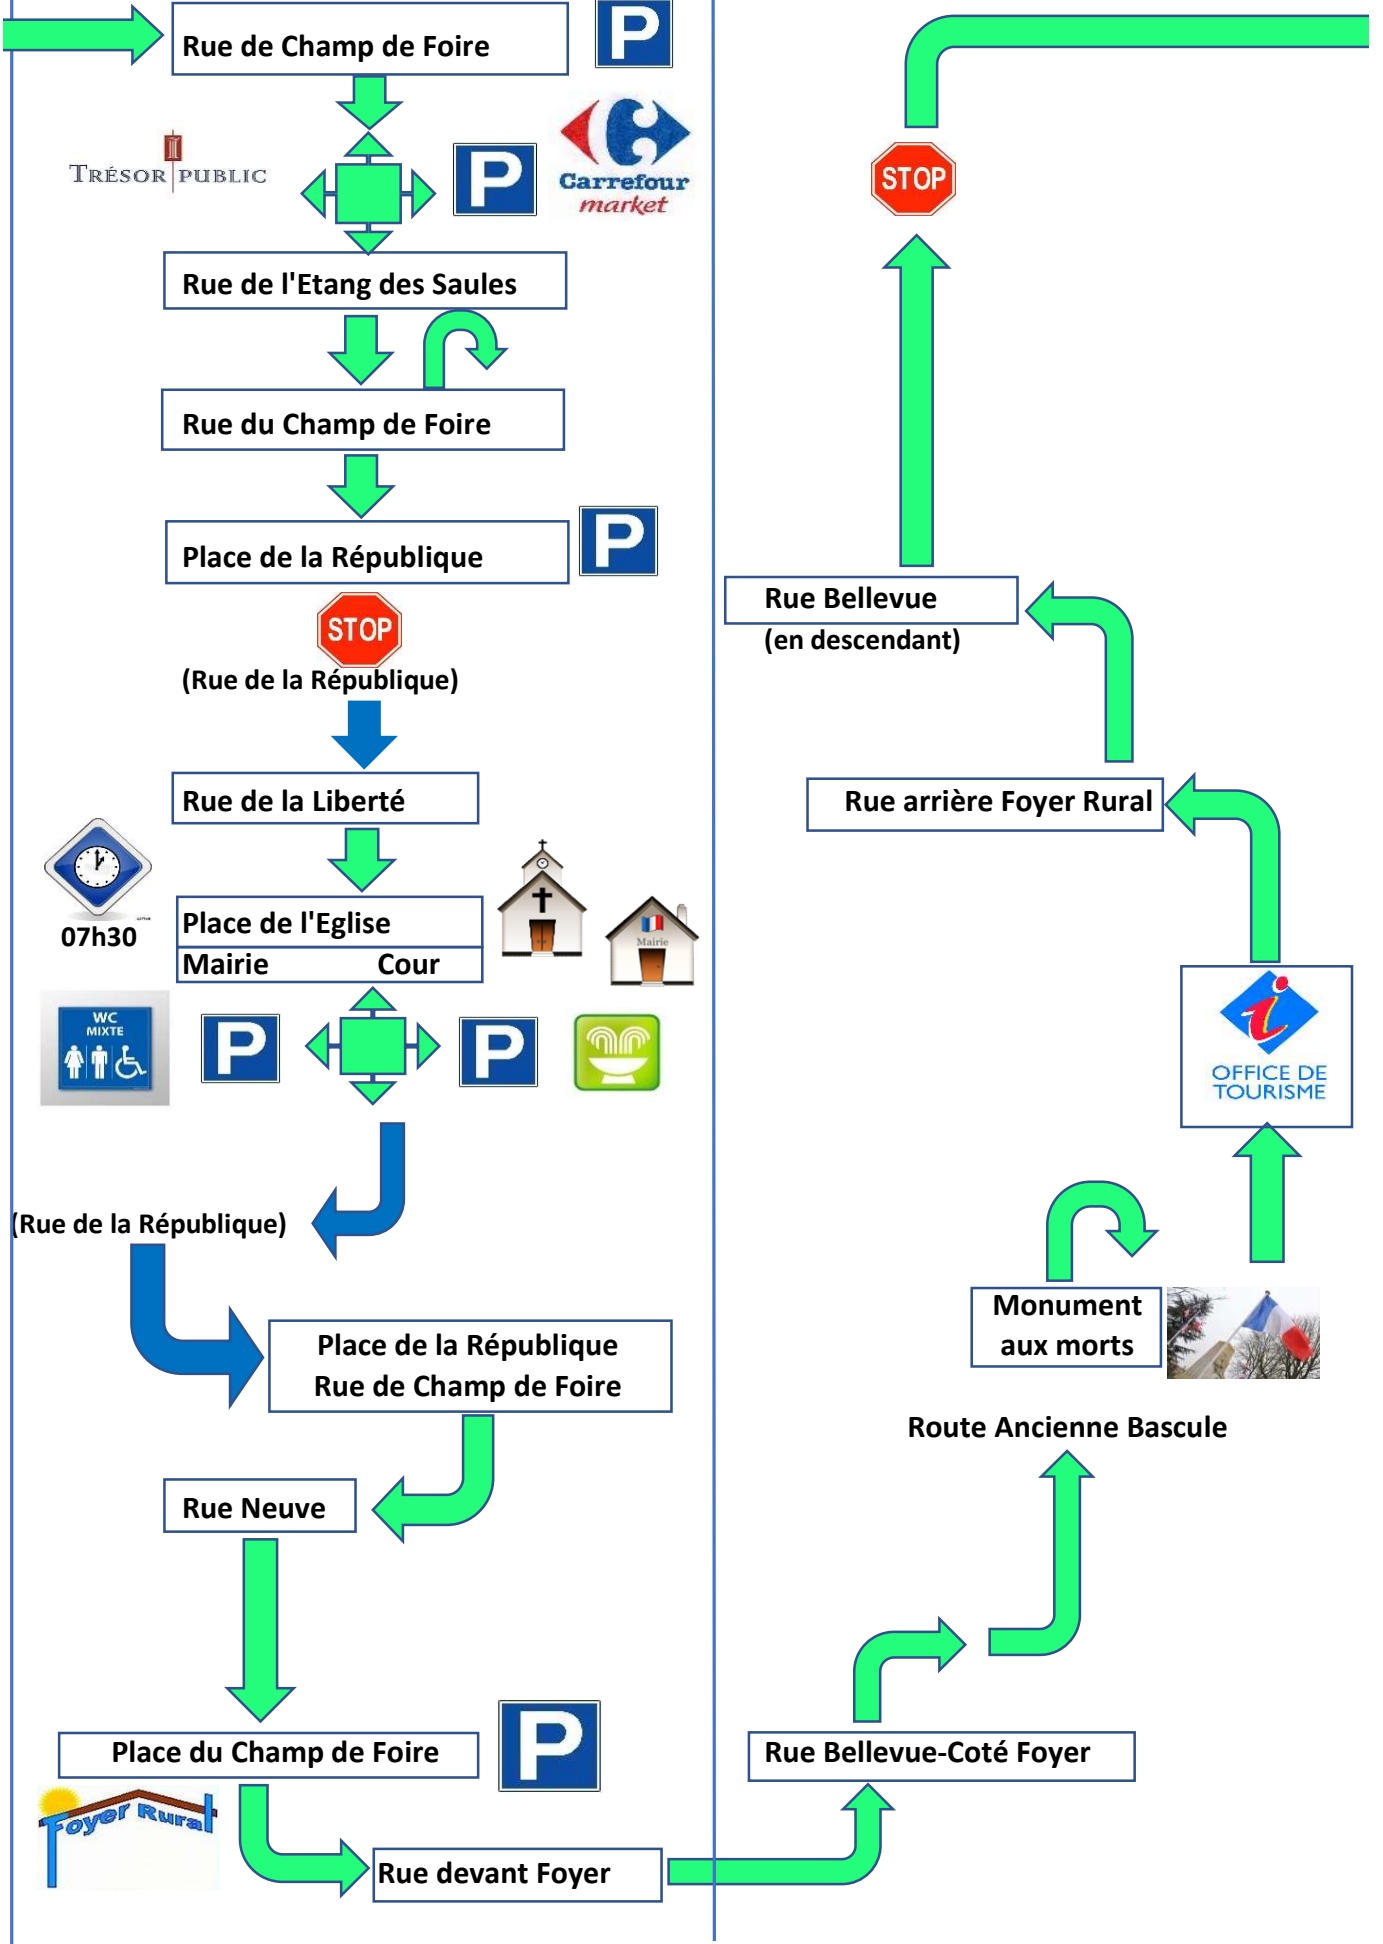 Rue de Champ de Foire
P
TRÉSOR PUBLIC
P
Carrefour
market
Rue de l'Etang des Saules
Rue du Champ de Foire
Place de la République
P
STOP
(Rue de la République)
Rue de la Liberté
07h30
Place de l'Eglise
Mairie Cour
Mairie
WC
MIXTE
P
P
(Rue de la République)
Place de la République
Rue de Champ de Foire
Rue Neuve
Place du Champ de Foire
P
Foyer Rural
Rue devant Foyer
STOP
Rue Bellevue
(en descendant)
Rue arrière Foyer Rural
i
OFFICE DE
TOURISME
Monument
aux morts
Route Ancienne Bascule
Rue Bellevue-Coté Foyer